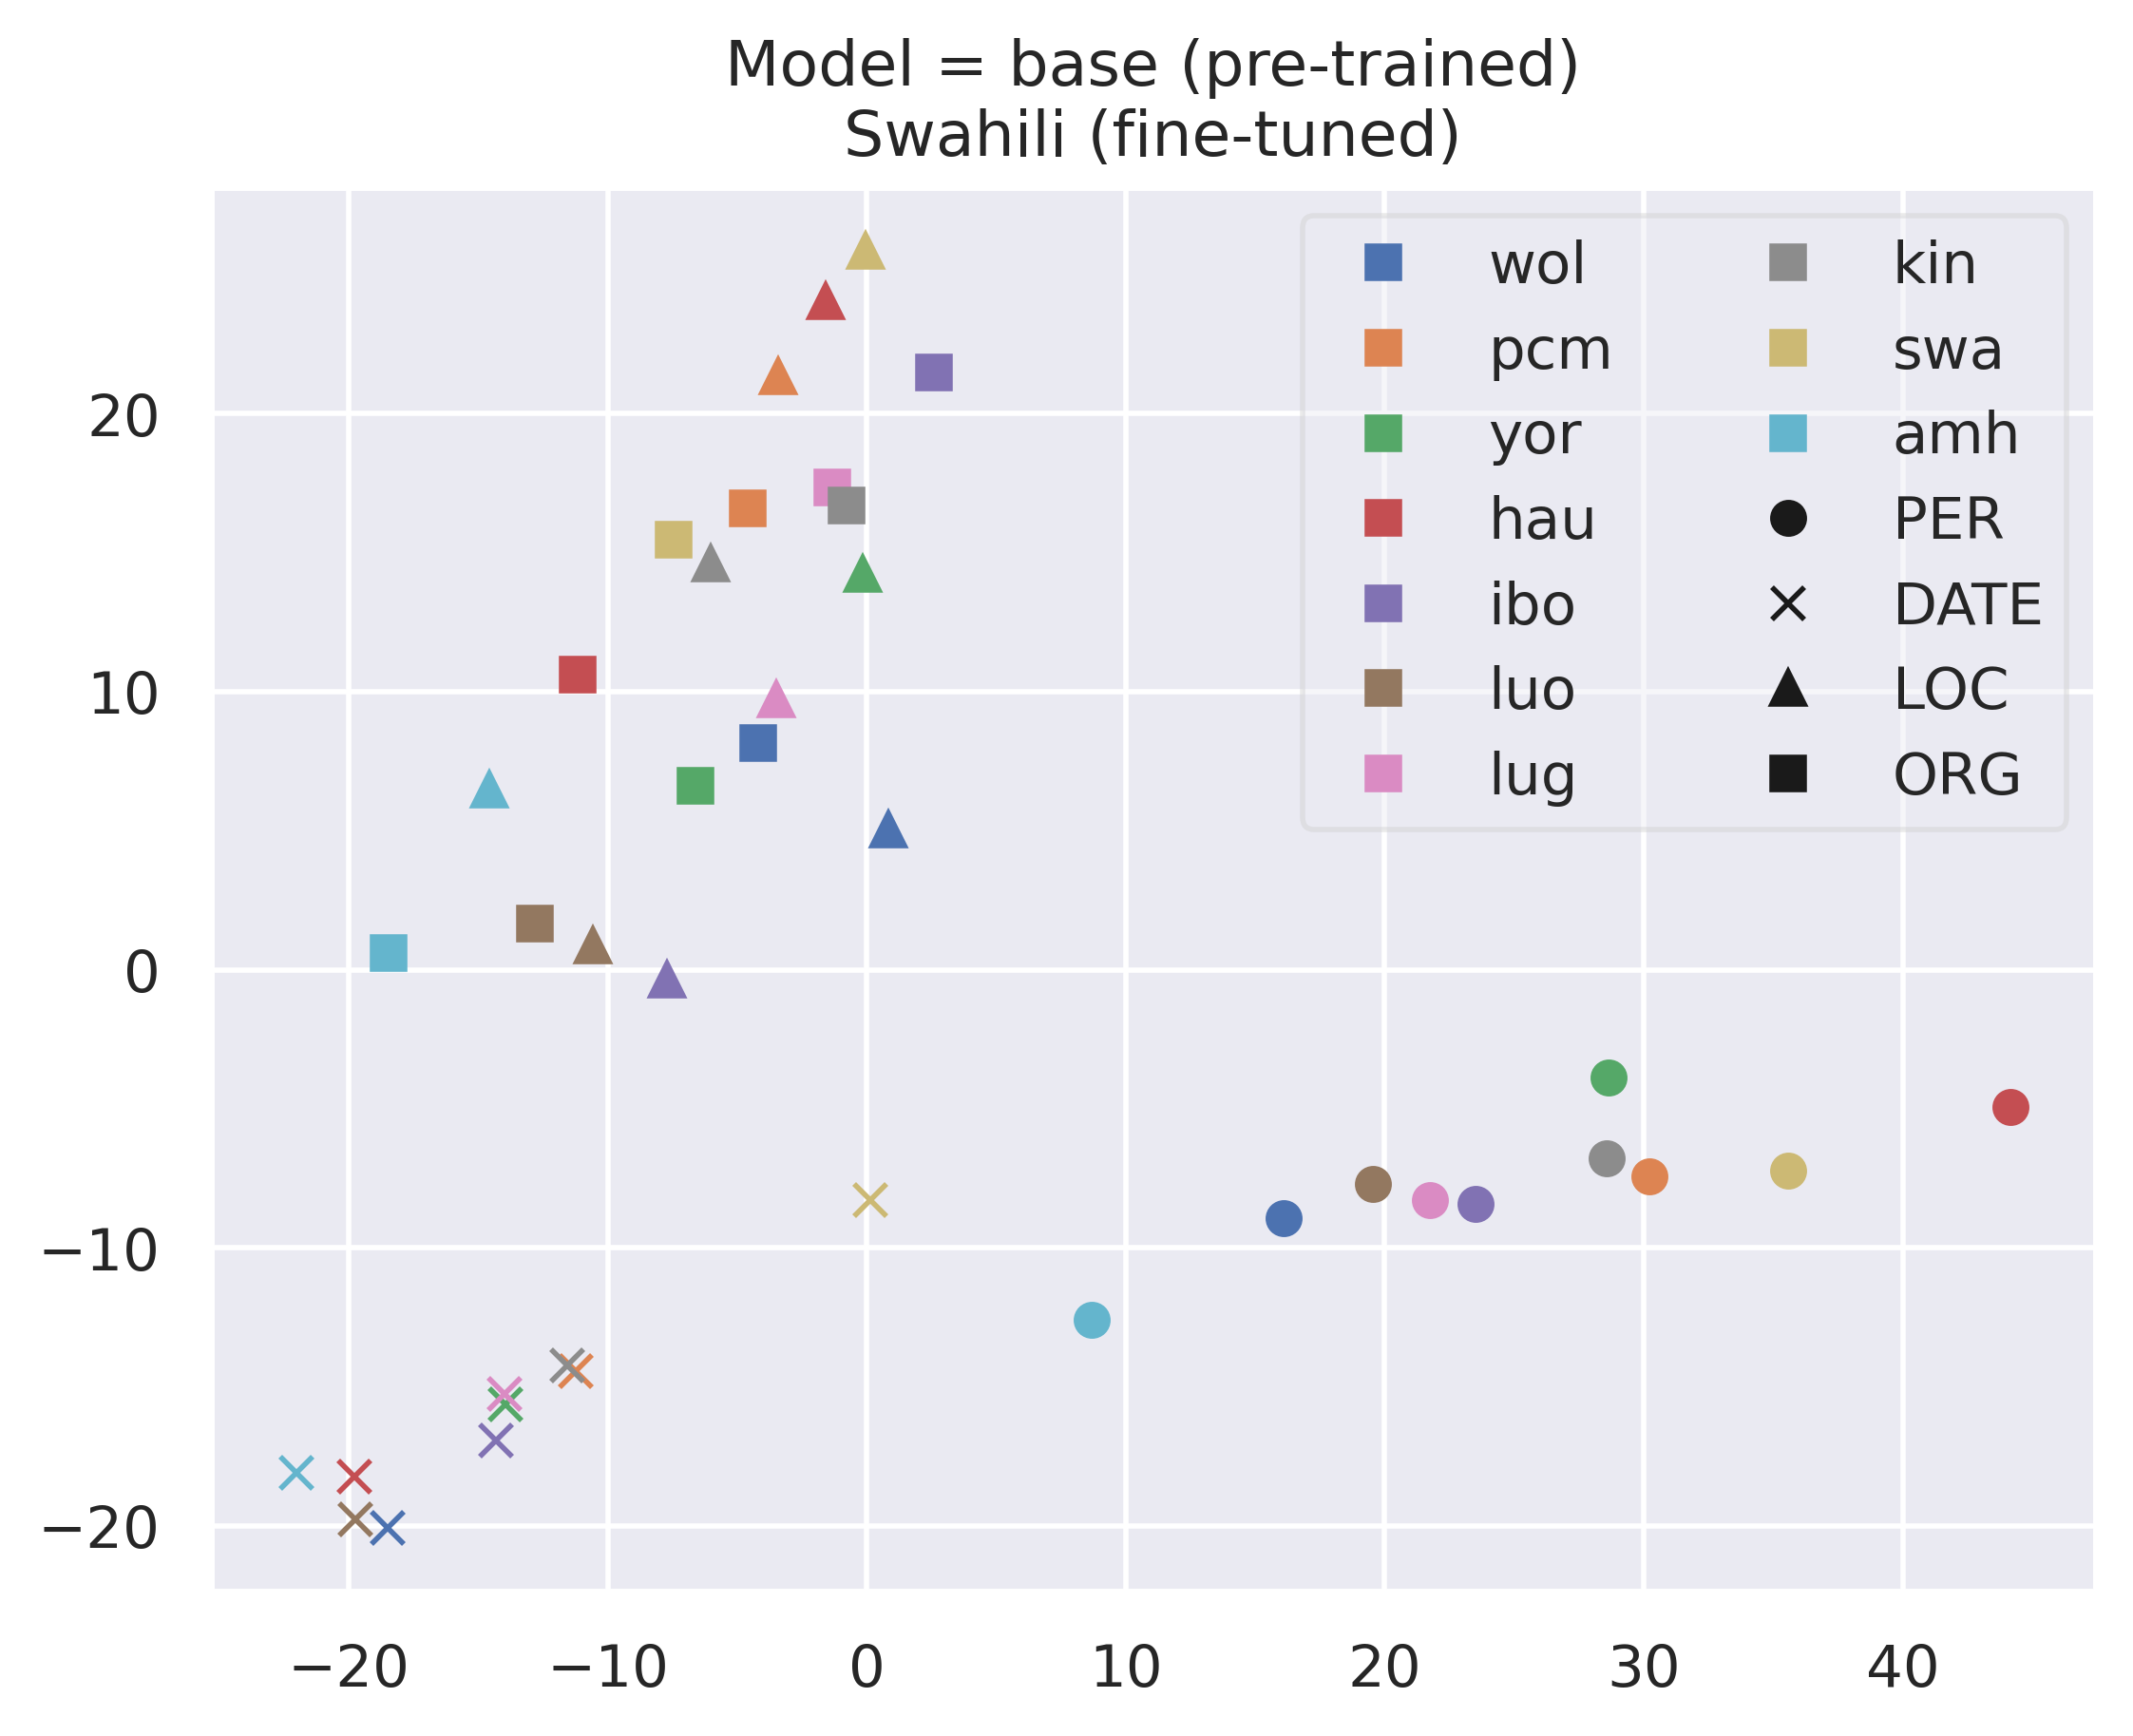 Model = base (pre-trained)
Swahili (fine-tuned)
wol
pcm
yor
hau
ibo
luo
lug
kin
swa
amh
PER
DATE
LOC
ORG
20
10
0
−10
−20
−20 −10 0 10 20 30 40